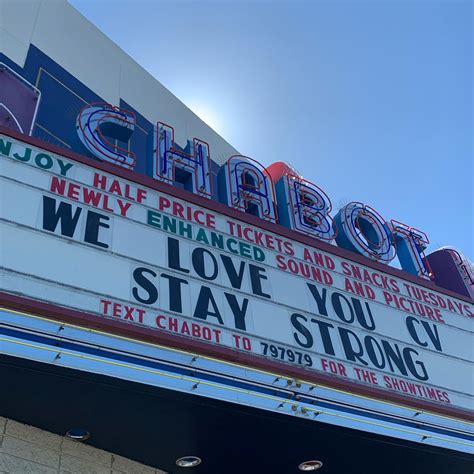 CHABOT
NJOY HALF PRICE TICKETS AND SNACKS TUESDAYS
NEWLY ENHANCED SOUND AND PICTURE
WE LOVE YOU CV
STAY STRONG
TEXT CHABOT TO 797979 FOR THE SHOWTIMES